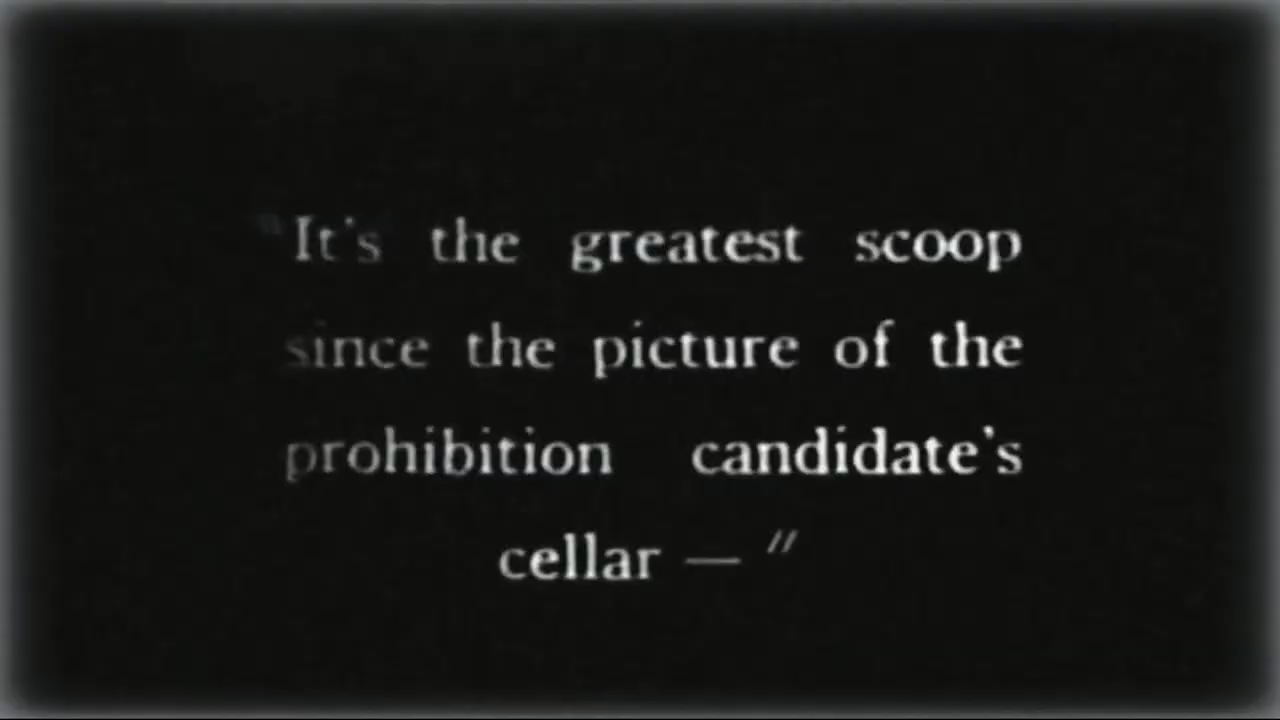 "It's the greatest scoop
since the picture of the
prohibition candidate's
cellar — "